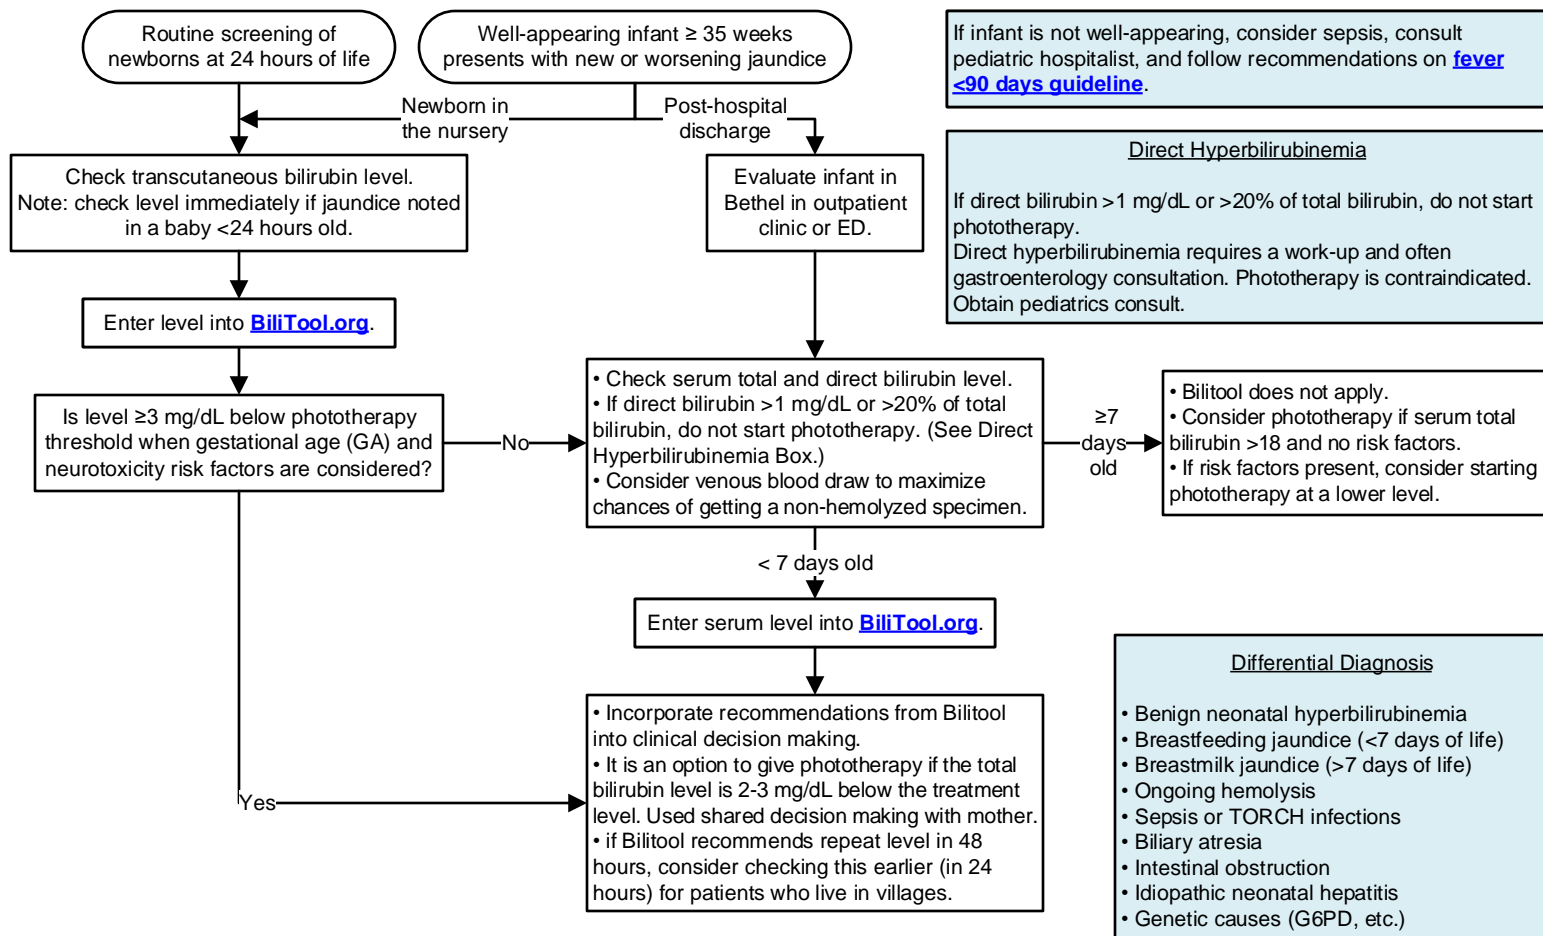 Routine screening of
newborns at 24 hours of life
Well-appearing infant ≥ 35 weeks
presents with new or worsening jaundice
If infant is not well-appearing, consider sepsis, consult
pediatric hospitalist, and follow recommendations on fever
<90 days guideline.
Newborn in
the nursery
Post-hospital
discharge
Check transcutaneous bilirubin level.
Note: check level immediately if jaundice noted
in a baby <24 hours old.
Evaluate infant in
Bethel in outpatient
clinic or ED.
Direct Hyperbilirubinemia
If direct bilirubin >1 mg/dL or >20% of total bilirubin, do not start
phototherapy.
Direct hyperbilirubinemia requires a work-up and often
gastroenterology consultation. Phototherapy is contraindicated.
Obtain pediatrics consult.
Enter level into BiliTool.org.
Is level ≥3 mg/dL below phototherapy
threshold when gestational age (GA) and
neurotoxicity risk factors are considered?
No
• Check serum total and direct bilirubin level.
• If direct bilirubin >1 mg/dL or >20% of total
bilirubin, do not start phototherapy. (See Direct
Hyperbilirubinemia Box.)
• Consider venous blood draw to maximize
chances of getting a non-hemolyzed specimen.
≥7
days
old
• Bilitool does not apply.
• Consider phototherapy if serum total
bilirubin >18 and no risk factors.
• If risk factors present, consider starting
phototherapy at a lower level.
< 7 days old
Enter serum level into BiliTool.org.
Yes
• Incorporate recommendations from Bilitool
into clinical decision making.
• It is an option to give phototherapy if the total
bilirubin level is 2-3 mg/dL below the treatment
level. Used shared decision making with mother.
• if Bilitool recommends repeat level in 48
hours, consider checking this earlier (in 24
hours) for patients who live in villages.
Differential Diagnosis
• Benign neonatal hyperbilirubinemia
• Breastfeeding jaundice (<7 days of life)
• Breastmilk jaundice (>7 days of life)
• Ongoing hemolysis
• Sepsis or TORCH infections
• Biliary atresia
• Intestinal obstruction
• Idiopathic neonatal hepatitis
• Genetic causes (G6PD, etc.)